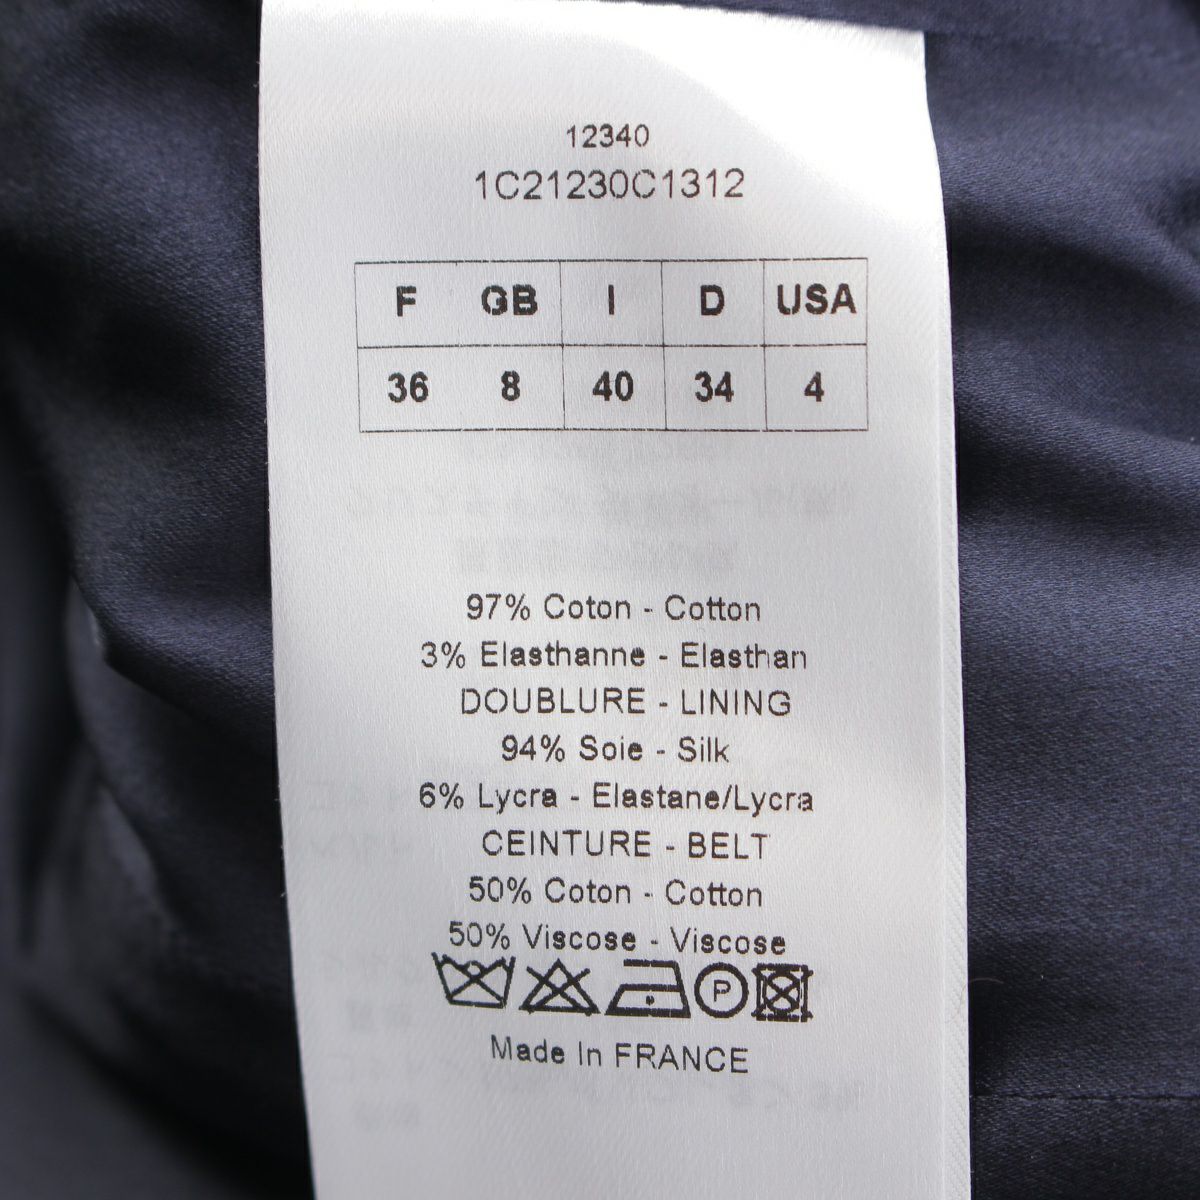 12340
1C21230C1312
F GB I D USA
36 8 40 34 4
97% Coton - Cotton
3% Elasthanne - Elasthan
DOUBLURE - LINING
94% Soie - Silk
6% Lycra - Elastane/Lycra
CEINTURE - BELT
50% Coton - Cotton
50% Viscose - Viscose
P
Made In FRANCE